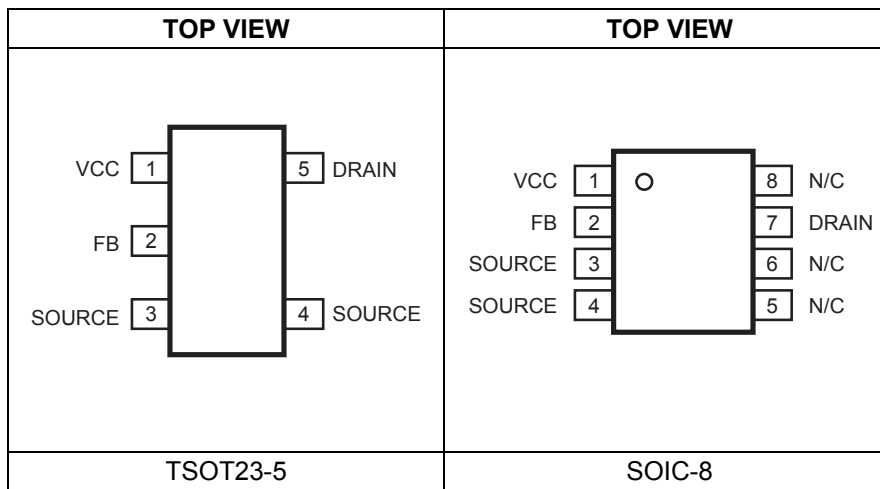 TOP VIEW
TOP VIEW
VCC 1
5 DRAIN
FB 2
SOURCE 3
4 SOURCE
VCC 1
8 N/C
FB 2
7 DRAIN
SOURCE 3
6 N/C
SOURCE 4
5 N/C
TSOT23-5
SOIC-8